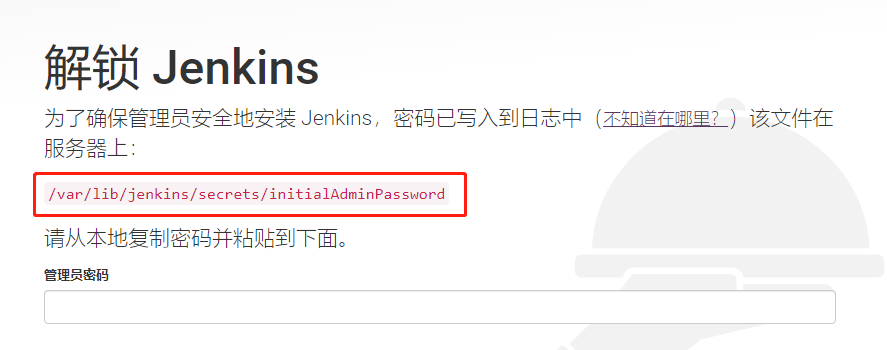 解锁 Jenkins
为了确保管理员安全地安装 Jenkins，密码已写入到日志中（不知道在哪里？）该文件在
服务器上：
/var/lib/jenkins/secrets/initialAdminPassword
请从本地复制密码并粘贴到下面。
管理员密码